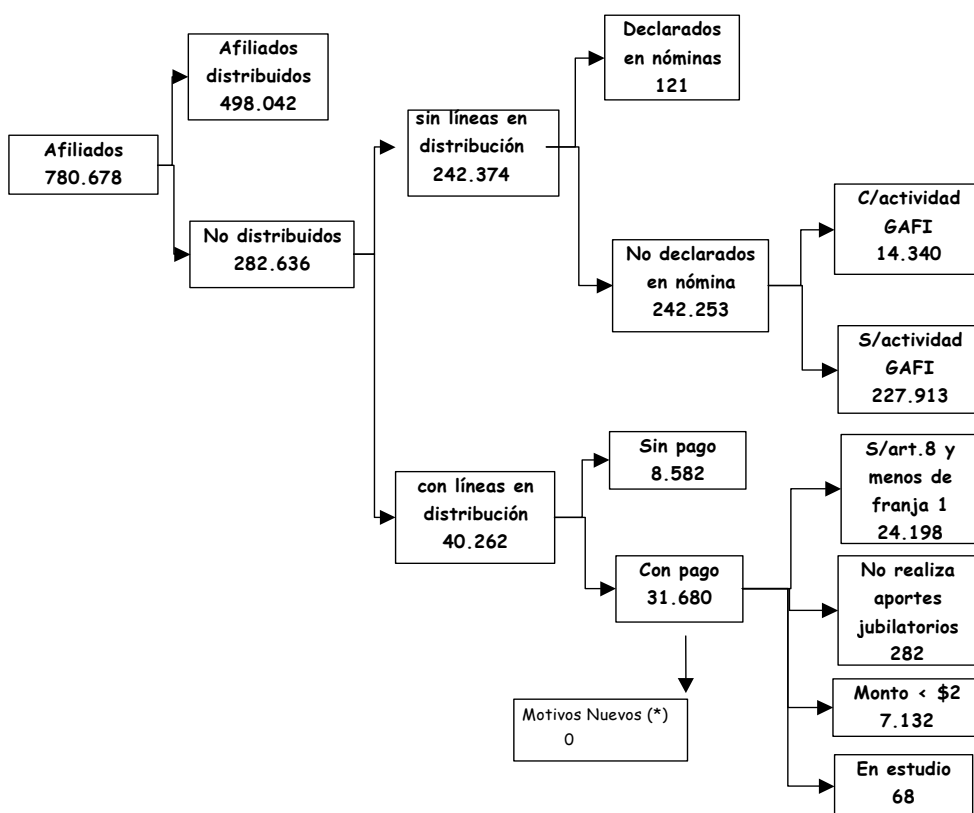 Afiliados
780.678
Afiliados
distribuidos
498.042
No distribuidos
282.636
sin líneas en
distribución
242.374
con líneas en
distribución
40.262
Declarados
en nóminas
121
No declarados
en nómina
242.253
C/actividad
GAFI
14.340
S/actividad
GAFI
227.913
Sin pago
8.582
Con pago
31.680
Motivos Nuevos (*)
0
S/art.8 y
menos de
franja 1
24.198
No realiza
aportes
jubilatorios
282
Monto < $2
7.132
En estudio
68